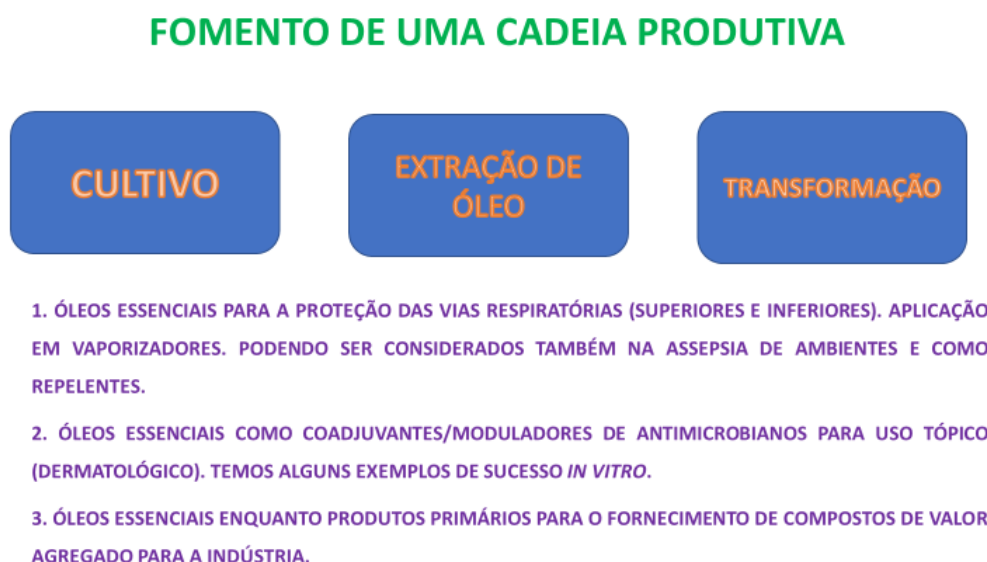 FOMENTO DE UMA CADEIA PRODUTIVA
CULTIVO
EXTRAÇÃO DE
ÓLEO
TRANSFORMAÇÃO
1. ÓLEOS ESSENCIAIS PARA A PROTEÇÃO DAS VIAS RESPIRATÓRIAS (SUPERIORES E INFERIORES). APLICAÇÃO
EM VAPORIZADORES. PODENDO SER CONSIDERADOS TAMBÉM NA ASSEPSIA DE AMBIENTES E COMO
REPELENTES.
2. ÓLEOS ESSENCIAIS COMO COADJUVANTES/MODULADORES DE ANTIMICROBIANOS PARA USO TÓPICO
(DERMATOLÓGICO). TEMOS ALGUNS EXEMPLOS DE SUCESSO IN VITRO.
3. ÓLEOS ESSENCIAIS ENQUANTO PRODUTOS PRIMÁRIOS PARA O FORNECIMENTO DE COMPOSTOS DE VALOR
AGREGADO PARA A INDÚSTRIA.